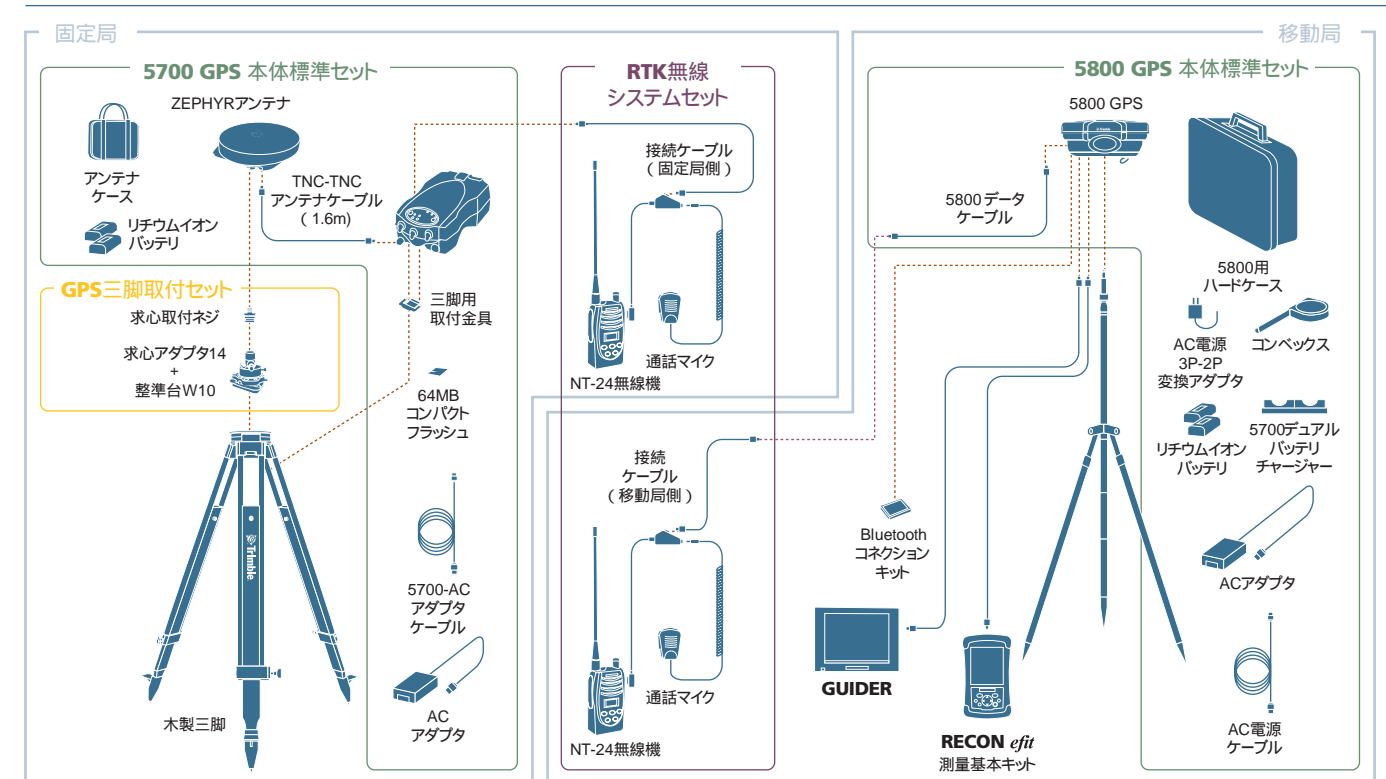 固定局
5700 GPS 本体標準セット
ZEPHYRアンテナ
アンテナ
ケース
リチウムイオン
バッテリ
TNC-TNC
アンテナケーブル
( 1.6m)
GPS三脚取付セット
求心取付ネジ
求心アダプタ14
+
整準台W10
三脚用
取付金具
64MB
コンパクト
フラッシュ
5700-AC
アダプタ
ケーブル
AC
アダプタ
Trimble
木製三脚
RTK無線
システムセット
接続ケーブル
( 固定局側 )
通話マイク
NT-24無線機
接続
ケーブル
( 移動局側 )
通話マイク
NT-24無線機
移動局
5800 GPS 本体標準セット
5800 GPS
5800 データ
ケーブル
5800用
ハードケース
AC電源
3P-2P
変換アダプタ
コンベックス
リチウムイオン
バッテリ
5700デュアル
バッテリ
チャージャー
ACアダプタ
AC電源
ケーブル
Bluetooth
コネクション
キット
GUIDER
RECON efit
測量基本キット